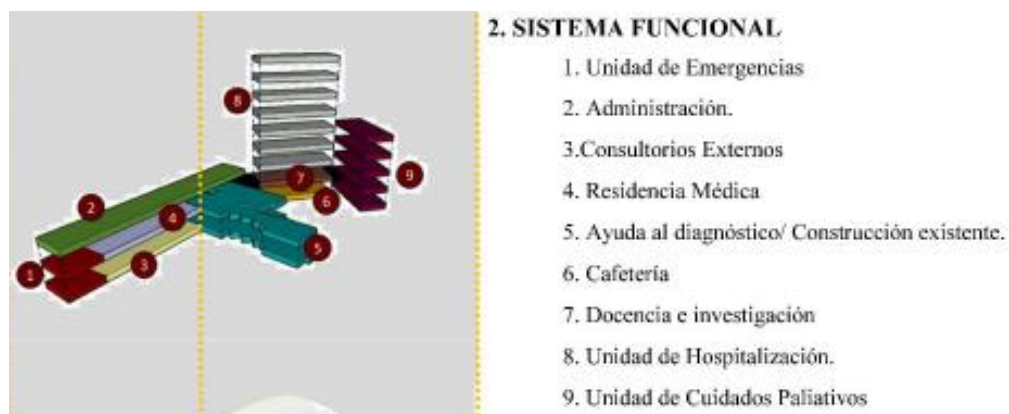 2. SISTEMA FUNCIONAL
1. Unidad de Emergencias
2. Administración.
3.Consultorios Externos
4. Residencia Médica
5. Ayuda al diagnóstico/ Construcción existente.
6. Cafetería
7. Docencia e investigación
8. Unidad de Hospitalización.
9. Unidad de Cuidados Paliativos
8
9
7
6
2
4
5
3
1